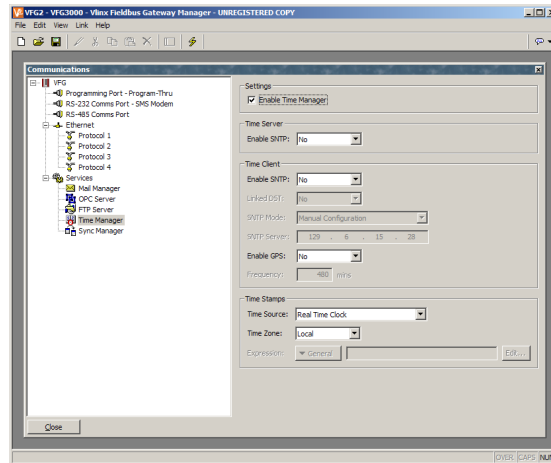 VFG2 - VFG3000 - Vlinx Fieldbus Gateway Manager - UNREGISTERED COPY
File Edit View Link Help
Communications
VFG
Programming Port - Program-Thru
RS-232 Comms Port - SMS Modem
RS-485 Comms Port
Ethernet
Protocol 1
Protocol 2
Protocol 3
Protocol 4
Services
Mail Manager
OPC Server
FTP Server
Time Manager
Sync Manager
Settings
Enable Time Manager
Time Server
Enable SNTP: No
Time Client
Enable SNTP: No
Linked DST: No
SNTP Mode: Manual Configuration
SNTP Server: 129 . 6 . 15 . 28
Enable GPS: No
Frequency: 480 mins
Time Stamps
Time Source: Real Time Clock
Time Zone: Local
Expression: General Edit...
Close
OVER CAPS NUM